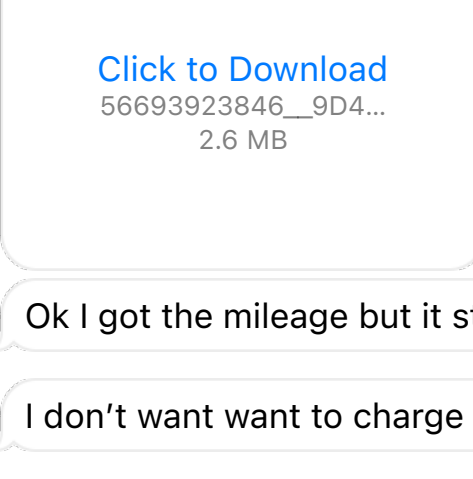 Click to Download
56693923846__9D4...
2.6 MB
Ok I got the mileage but it
I don’t want want to charge